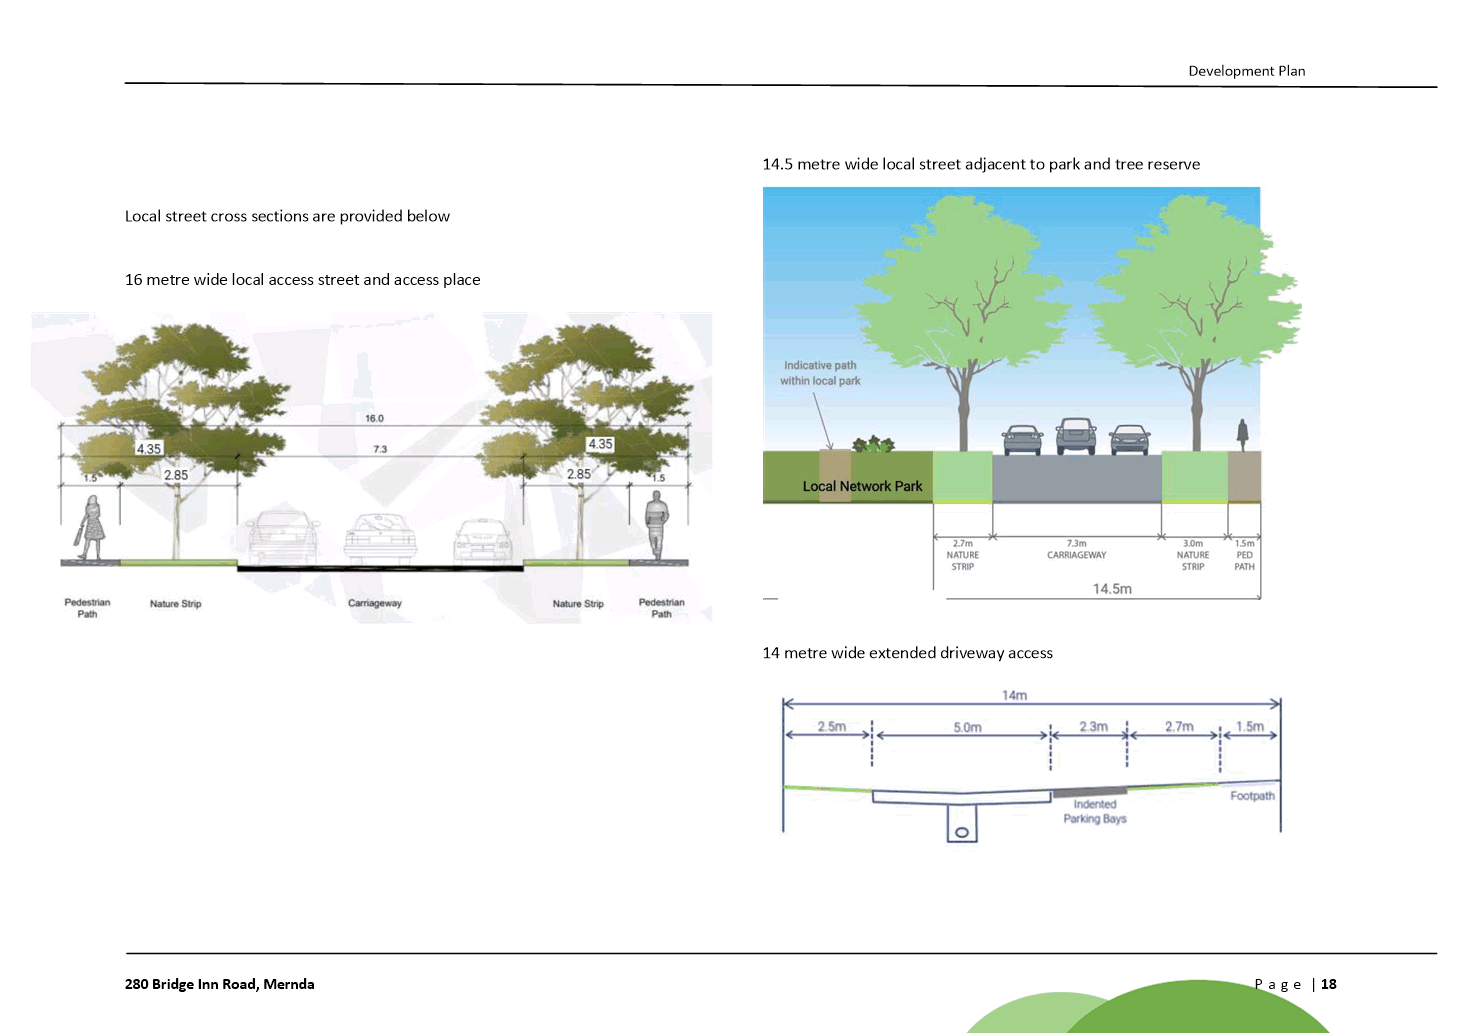 Development Plan
Local street cross sections are provided below
16 metre wide local access street and access place
16.0
4.35
7.3
4.35
1.5
2.85
2.85
1.5
Pedestrian
Path
Nature Strip
Carriageway
Nature Strip
Pedestrian
Path
14.5 metre wide local street adjacent to park and tree reserve
Indicative path
within local park
Local Network Park
2.7m
NATURE
STRIP
7.3m
CARRIAGEWAY
3.0m
NATURE
STRIP
1.5m
PED
PATH
14.5m
14 metre wide extended driveway access
14m
2.5m
5.0m
2.3m
2.7m
1.5m
Indented
Parking Bays
Footpath
280 Bridge Inn Road, Mernda
Page | 18